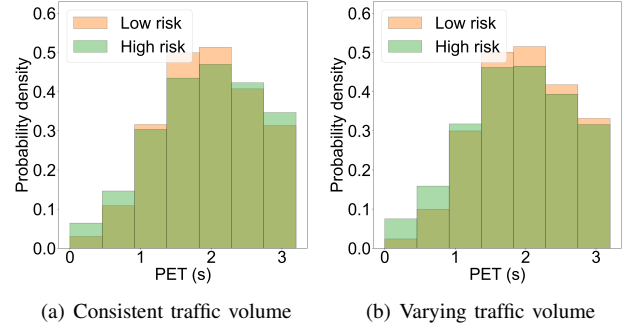 0.6
0.5
0.4
0.3
0.2
0.1
0.0
Probability density
Low risk
High risk
0 1 2 3
PET (s)
(a) Consistent traffic volume
0.6
0.5
0.4
0.3
0.2
0.1
0.0
Probability density
Low risk
High risk
0 1 2 3
PET (s)
(b) Varying traffic volume